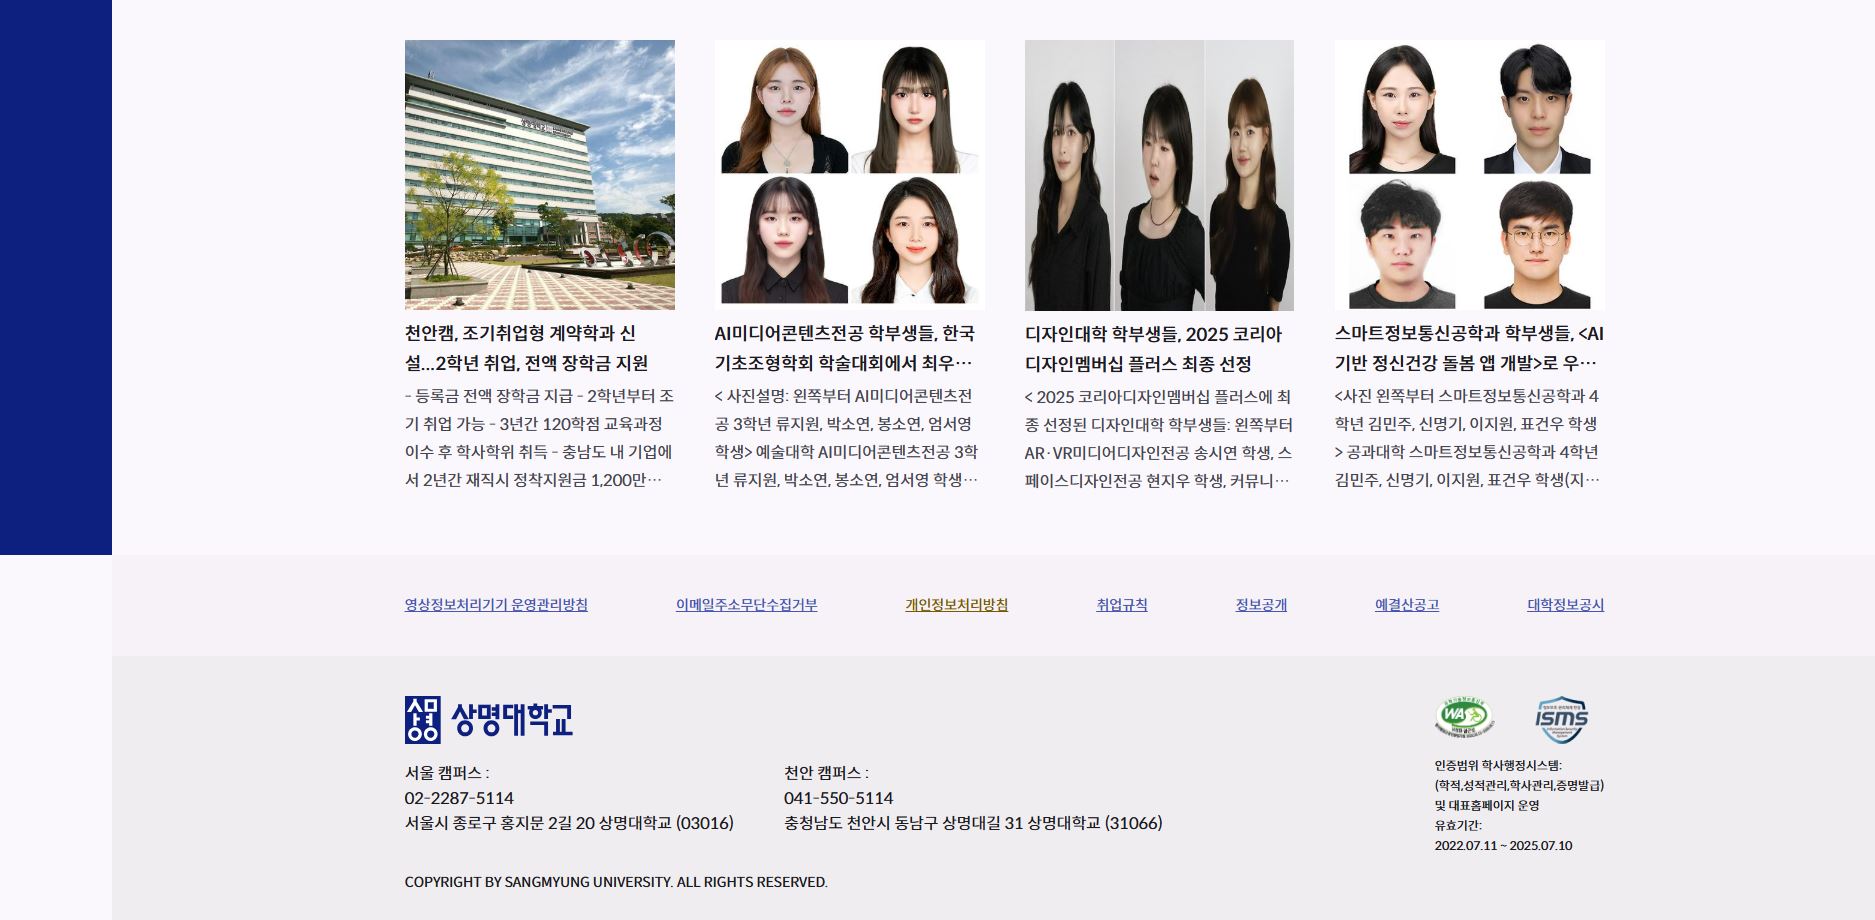 천안캠, 조기취업형 계약학과 신
설...2학년 취업, 전액 장학금 지원
- 등록금 전액 장학금 지급 - 2학년부터 조
기 취업 가능 - 3년간 120학점 교육과정
이수 후 학사학위 취득 - 충남도 내 기업에
서 2년간 재직시 정착지원금 1,200만…
AI미디어콘텐츠전공 학부생들, 한국
기초조형학회 학술대회에서 최우…
< 사진설명: 왼쪽부터 AI미디어콘텐츠전
공 3학년 류지원, 박소연, 봉소연, 엄서영
학생> 예술대학 AI미디어콘텐츠전공 3학
년 류지원, 박소연, 봉소연, 엄서영 학생…
디자인대학 학부생들, 2025 코리아
디자인멤버십 플러스 최종 선정
< 2025 코리아디자인멤버십 플러스에 최
종 선정된 디자인대학 학부생들: 왼쪽부터
AR·VR미디어디자인전공 송시연 학생, 스
페이스디자인전공 현지우 학생, 커뮤니…
스마트정보통신공학과 학부생들, <AI
기반 정신건강 돌봄 앱 개발>로 우…
<사진 왼쪽부터 스마트정보통신공학과 4
학년 김민주, 신명기, 이지원, 표건우 학생
> 공과대학 스마트정보통신공학과 4학년
김민주, 신명기, 이지원, 표건우 학생(지…
영상정보처리기기 운영관리방침
이메일주소무단수집거부
개인정보처리방침
취업규칙
정보공개
예결산공고
대학정보공시
상명 상명대학교
서울 캠퍼스 :
02-2287-5114
서울시 종로구 홍지문 2길 20 상명대학교 (03016)
천안 캠퍼스 :
041-550-5114
충청남도 천안시 동남구 상명대길 31 상명대학교 (31066)
COPYRIGHT BY SANGMYUNG UNIVERSITY. ALL RIGHTS RESERVED.
WA
ISMS
인증범위 학사행정시스템:
(학적,성적관리,학사관리,증명발급)
및 대표홈페이지 운영
유효기간:
2022.07.11 ~ 2025.07.10